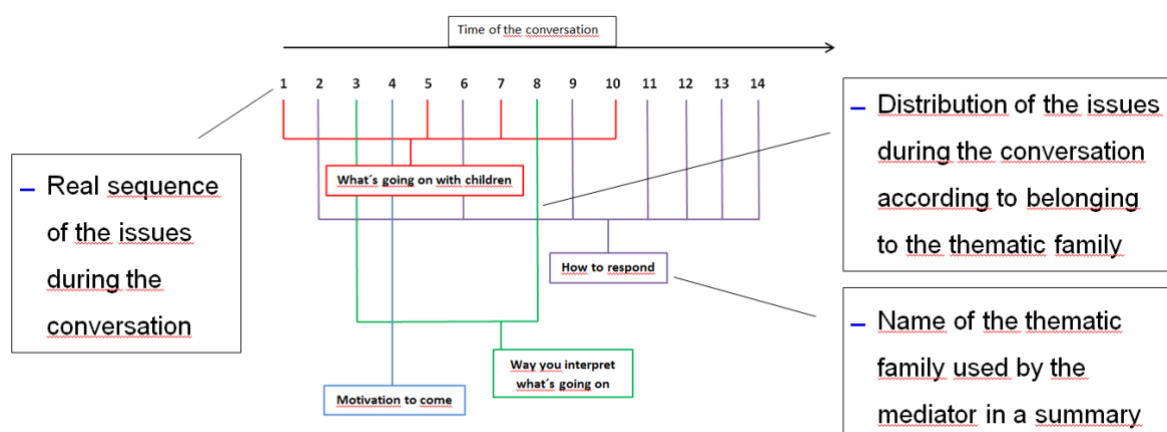 Time of the conversation
1 2 3 4 5 6 7 8 9 10 11 12 13 14
– Real sequence
of the issues
during the
conversation
What´s going on with children
How to respond
Way you interpret
what´s going on
Motivation to come
– Distribution of the issues
during the conversation
according to belonging
to the thematic family
– Name of the thematic
family used by the
mediator in a summary